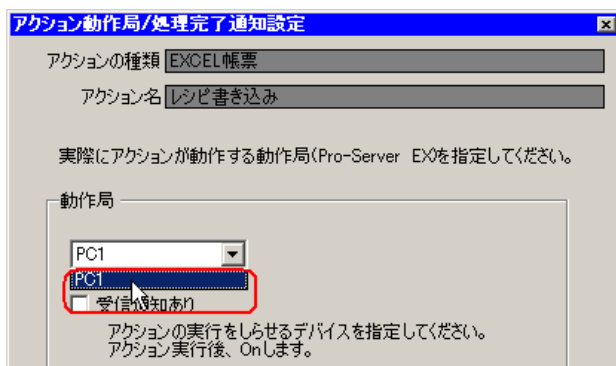 アクション動作局/処理完了通知設定
アクションの種類 EXCEL帳票
アクション名 レシピ書き込み
実際にアクションが動作する動作局(Pro-Server EX)を指定してください。
動作局
PC1
PC1
受信通知あり
アクションの実行をしらせるデバイスを指定してください。
アクション実行後、Onします。